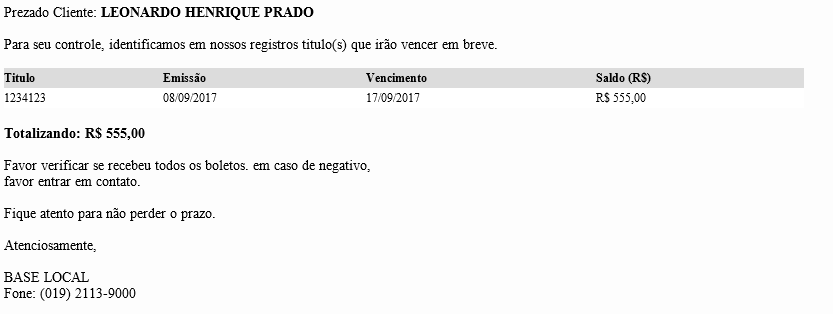 Prezado Cliente: LEONARDO HENRIQUE PRADO
Para seu controle, identificamos em nossos registros titulo(s) que irão vencer em breve.
Titulo Emissão Vencimento Saldo (R$)
1234123 08/09/2017 17/09/2017 R$ 555,00
Totalizando: R$ 555,00
Favor verificar se recebeu todos os boletos. em caso de negativo,
favor entrar em contato.
Fique atento para não perder o prazo.
Atenciosamente,
BASE LOCAL
Fone: (019) 2113-9000